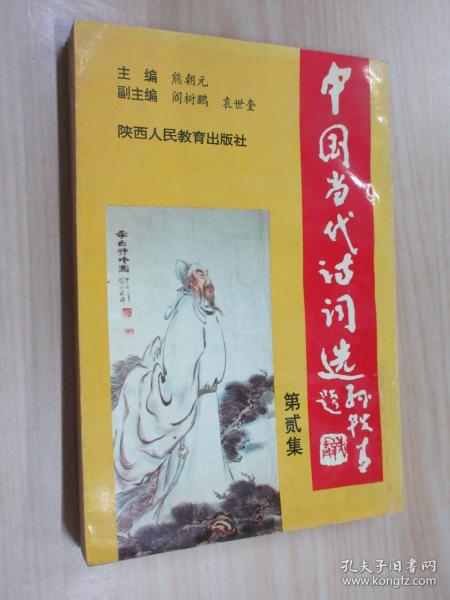 主 编 熊朝元
副主编 阎树鹏 袁世奎
陕西人民教育出版社
中国当代诗词选
第贰集
李白行吟图
孔夫子旧书网
www.kongfz.com